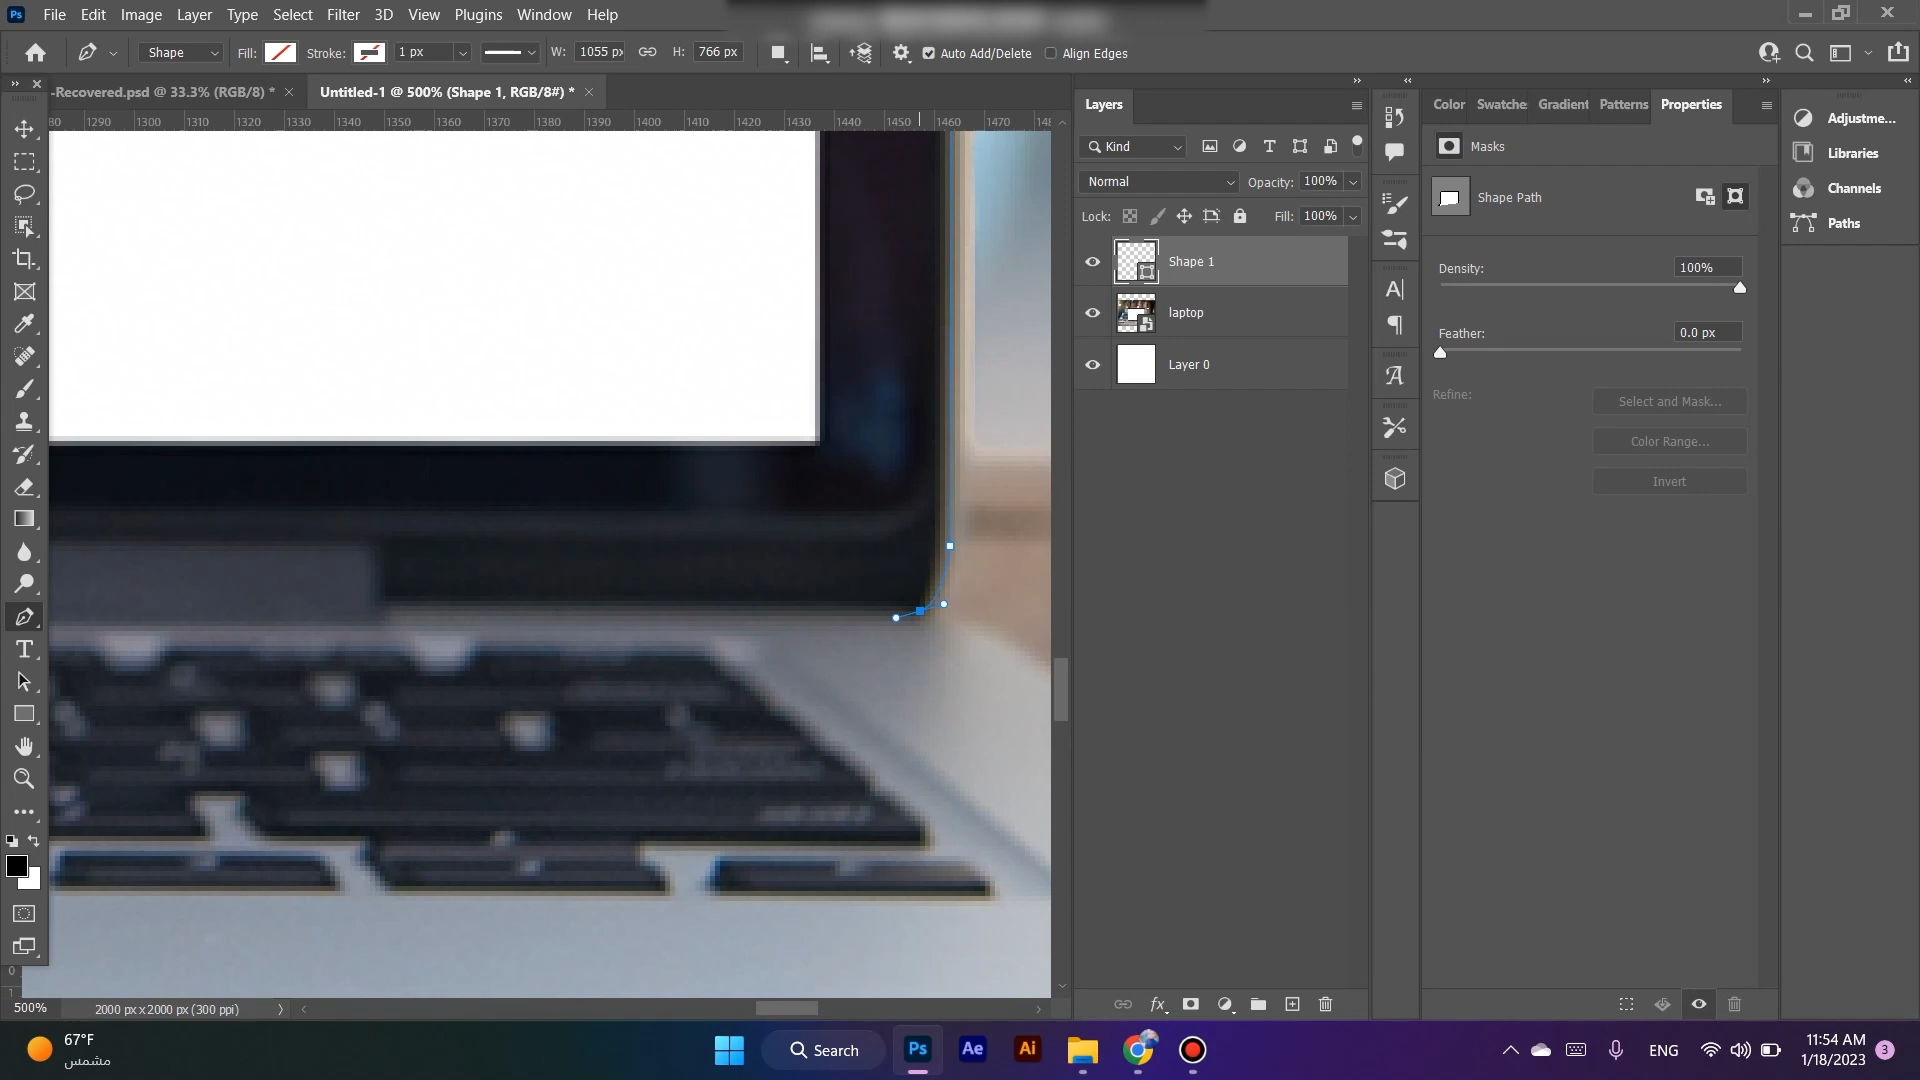 File Edit Image Layer Type Select Filter 3D View Plugins Window Help
Shape Fill: Stroke: 1 px W: 1055 px H: 766 px Auto Add/Delete Align Edges
-Recovered.psd @ 33.3% (RGB/8) * Untitled-1 @ 500% (Shape 1, RGB/8#) *
80 1290 1300 1310 1320 1330 1340 1350 1360 1370 1380 1390 1400 1410 1420 1430 1440 1450 1460 1470 148
Layers
Kind
Normal Opacity: 100%
Lock: Fill: 100%
Shape 1
laptop
Layer 0
Color Swatche Gradient Patterns Properties
Masks
Shape Path
Density: 100%
Feather: 0.0 px
Refine: Select and Mask...
Color Range...
Invert
Adjustme...
Libraries
Channels
Paths
500% 2000 px x 2000 px (300 ppi)
67°F
مشمس
Search
Ps Ae Ai
ENG
11:54 AM
1/18/2023
3